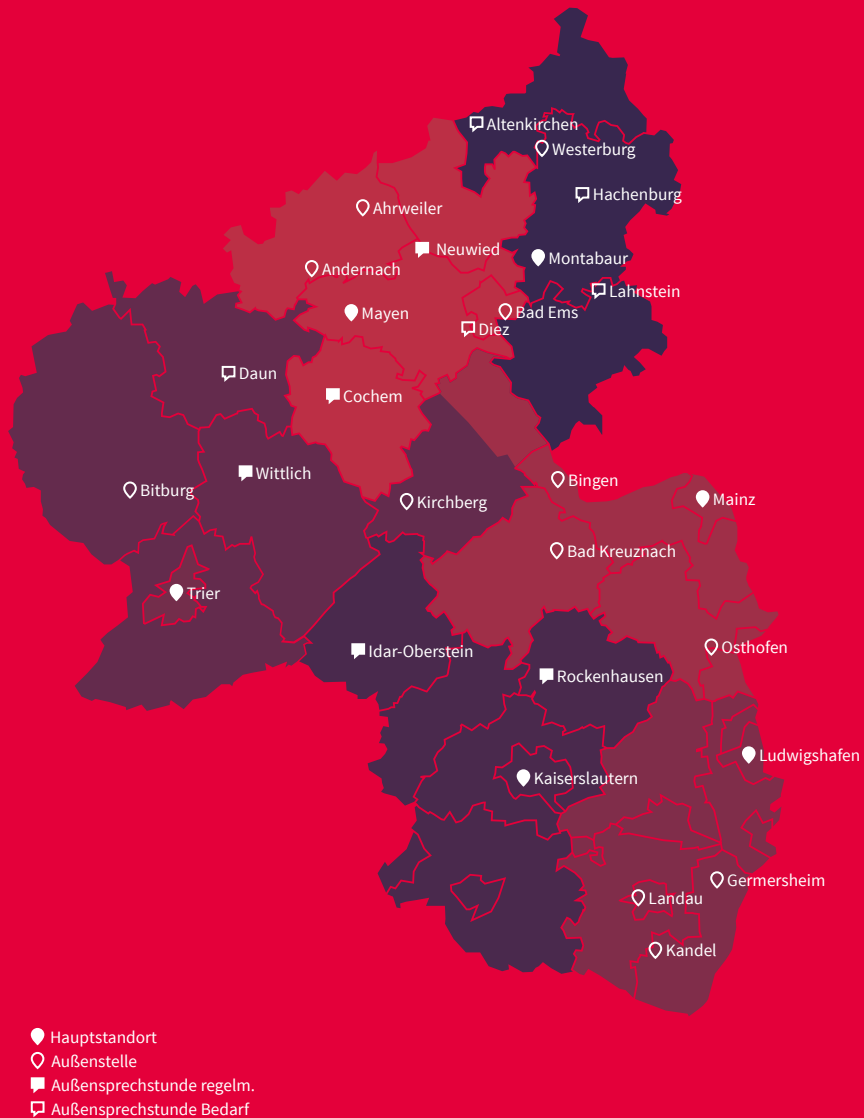 Altenkirchen
Westerburg
Hachenburg
Ahrweiler
Neuwied
Montabaur
Andernach
Lahnstein
Mayen
Bad Ems
Diez
Daun
Cochem
Wittlich
Bingen
Bitburg
Kirchberg
Mainz
Bad Kreuznach
Trier
Idar-Oberstein
Osthofen
Rockenhausen
Ludwigshafen
Kaiserslautern
Germersheim
Landau
Kandel
Hauptstandort
Außenstelle
Außensprechstunde regelm.
Außensprechstunde Bedarf